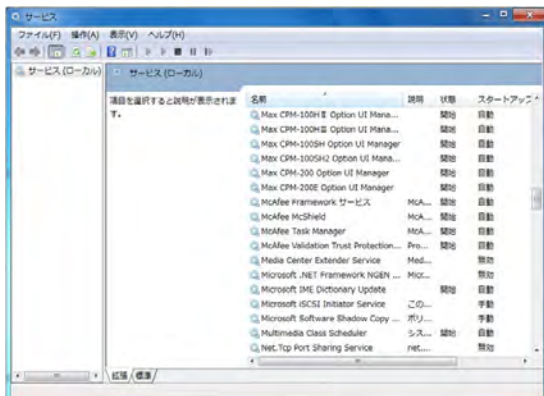 サービス
ファイル(F) 操作(A) 表示(V) ヘルプ(H)
サービス (ローカル)
サービス (ローカル)
項目を選択すると説明が表示されます。
名前 説明 状態 スタートアップ
Max CPM-100HⅡ Option UI Mana... 開始 自動
Max CPM-100HⅢ Option UI Mana... 開始 自動
Max CPM-100SH Option UI Manager 開始 自動
Max CPM-100SH2 Option UI Mana... 開始 自動
Max CPM-200 Option UI Manager 開始 自動
Max CPM-200E Option UI Manager 開始 自動
McAfee Framework サービス McA... 開始 自動
McAfee McShield McA... 開始 自動
McAfee Task Manager McA... 開始 自動
McAfee Validation Trust Protection... Pro... 開始 自動
Media Center Extender Service Med... 無効
Microsoft .NET Framework NGEN ... Micr... 自動
Microsoft IME Dictionary Update 開始 自動
Microsoft iSCSI Initiator Service この... 手動
Microsoft Software Shadow Copy ... ボリ... 手動
Multimedia Class Scheduler シス... 開始 自動
Net.Tcp Port Sharing Service net.... 無効
拡張 標準